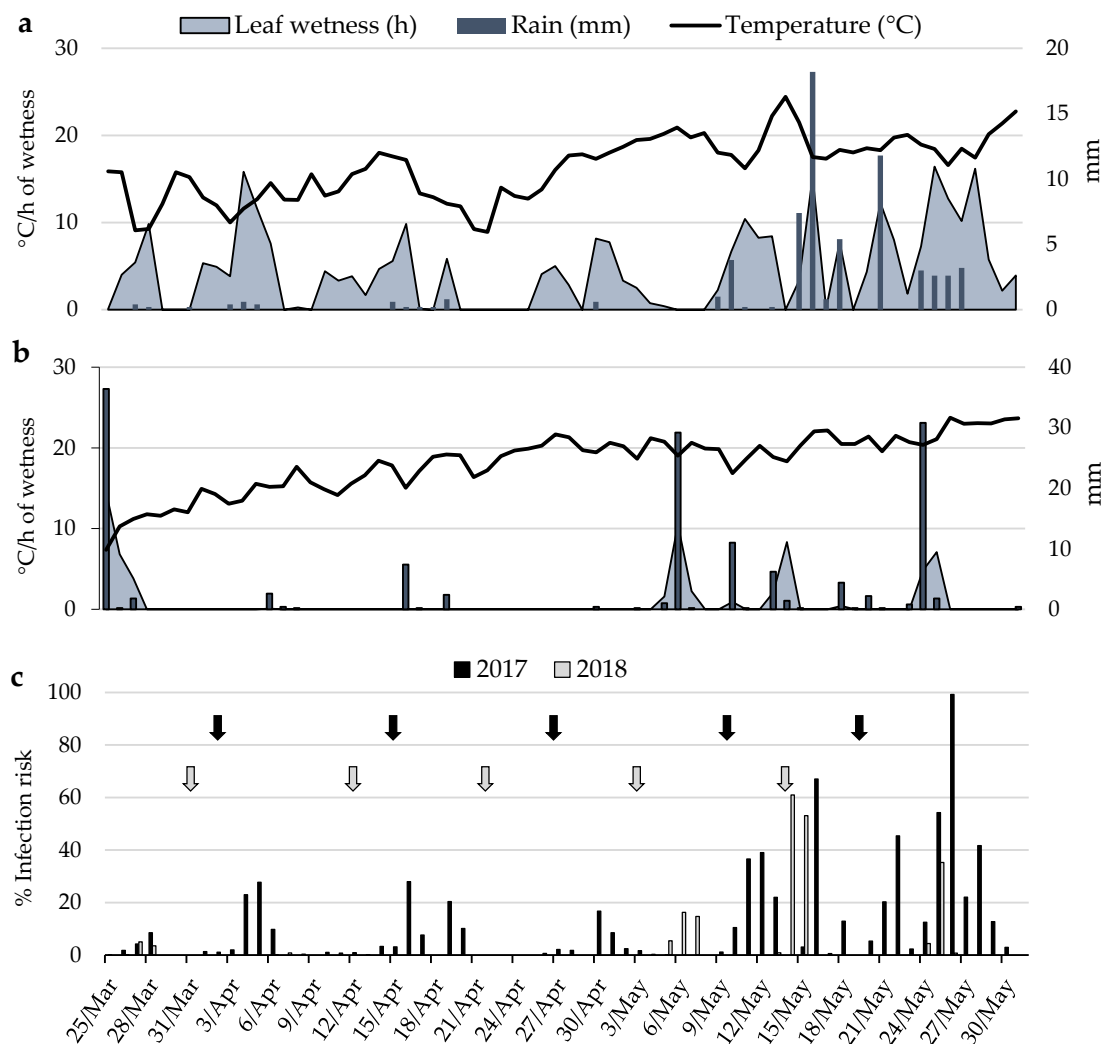 a
Leaf wetness (h) Rain (mm) Temperature (°C)
30 20
20 15
10 10
0 5
0
°C/h of wetness
mm
b
30 40
20 30
10 20
0 10
0
°C/h of wetness
mm
c
2017 2018
100
80
60
40
20
0
% Infection risk
25/Mar 28/Mar 31/Mar 3/Apr 6/Apr 9/Apr 12/Apr 15/Apr 18/Apr 21/Apr 24/Apr 27/Apr 30/Apr 3/May 6/May 9/May 12/May 15/May 18/May 21/May 24/May 27/May 30/May